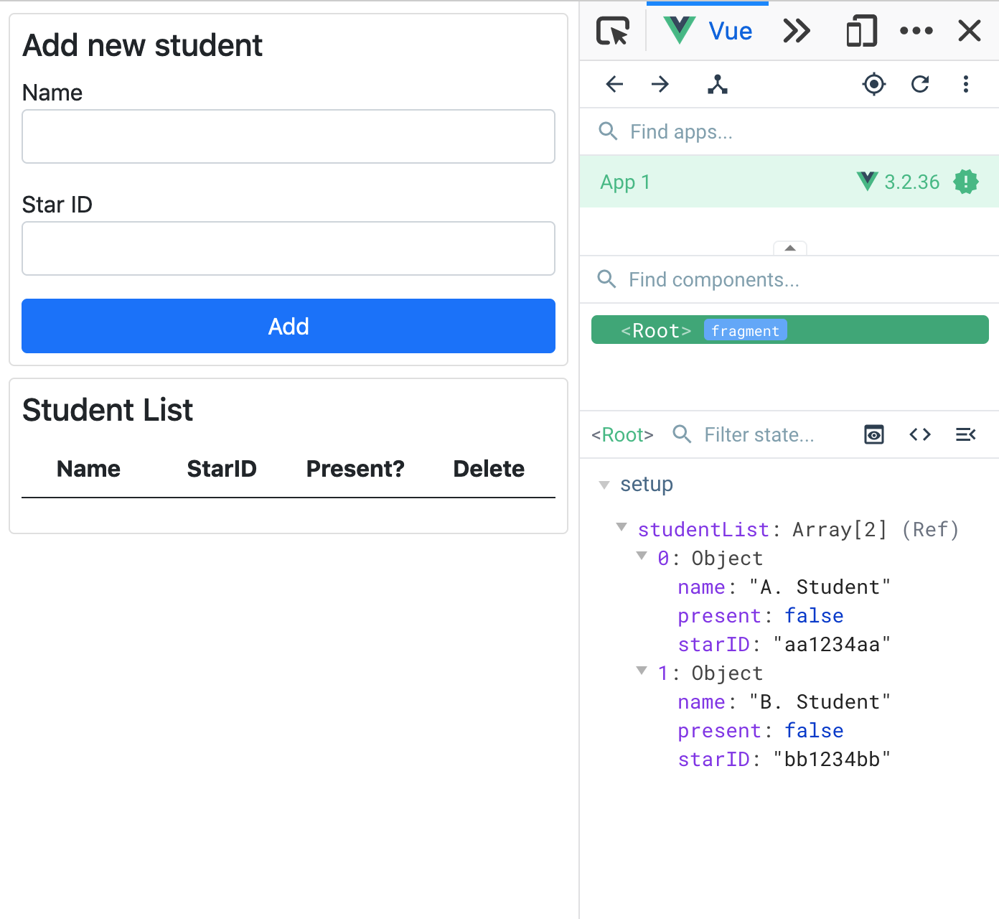 Add new student
Name
Star ID
Add
Student List
Name StarID Present? Delete
Vue
Find apps...
App 1 3.2.36
Find components...
<Root> fragment
<Root> Filter state...
setup
studentList: Array[2] (Ref)
0: Object
name: "A. Student"
present: false
starID: "aa1234aa"
1: Object
name: "B. Student"
present: false
starID: "bb1234bb"